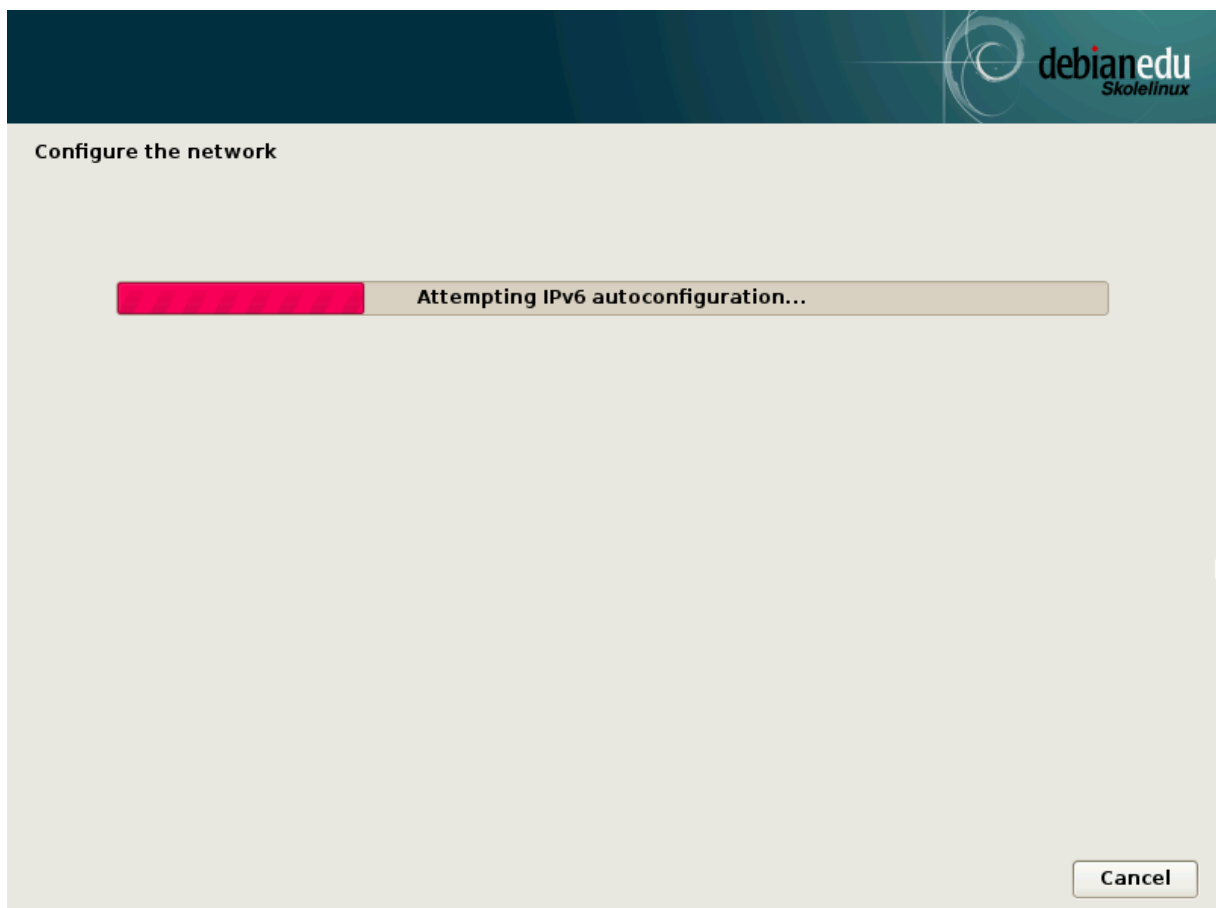 debianedu
Skolelinux
Configure the network
Attempting IPv6 autoconfiguration...
Cancel